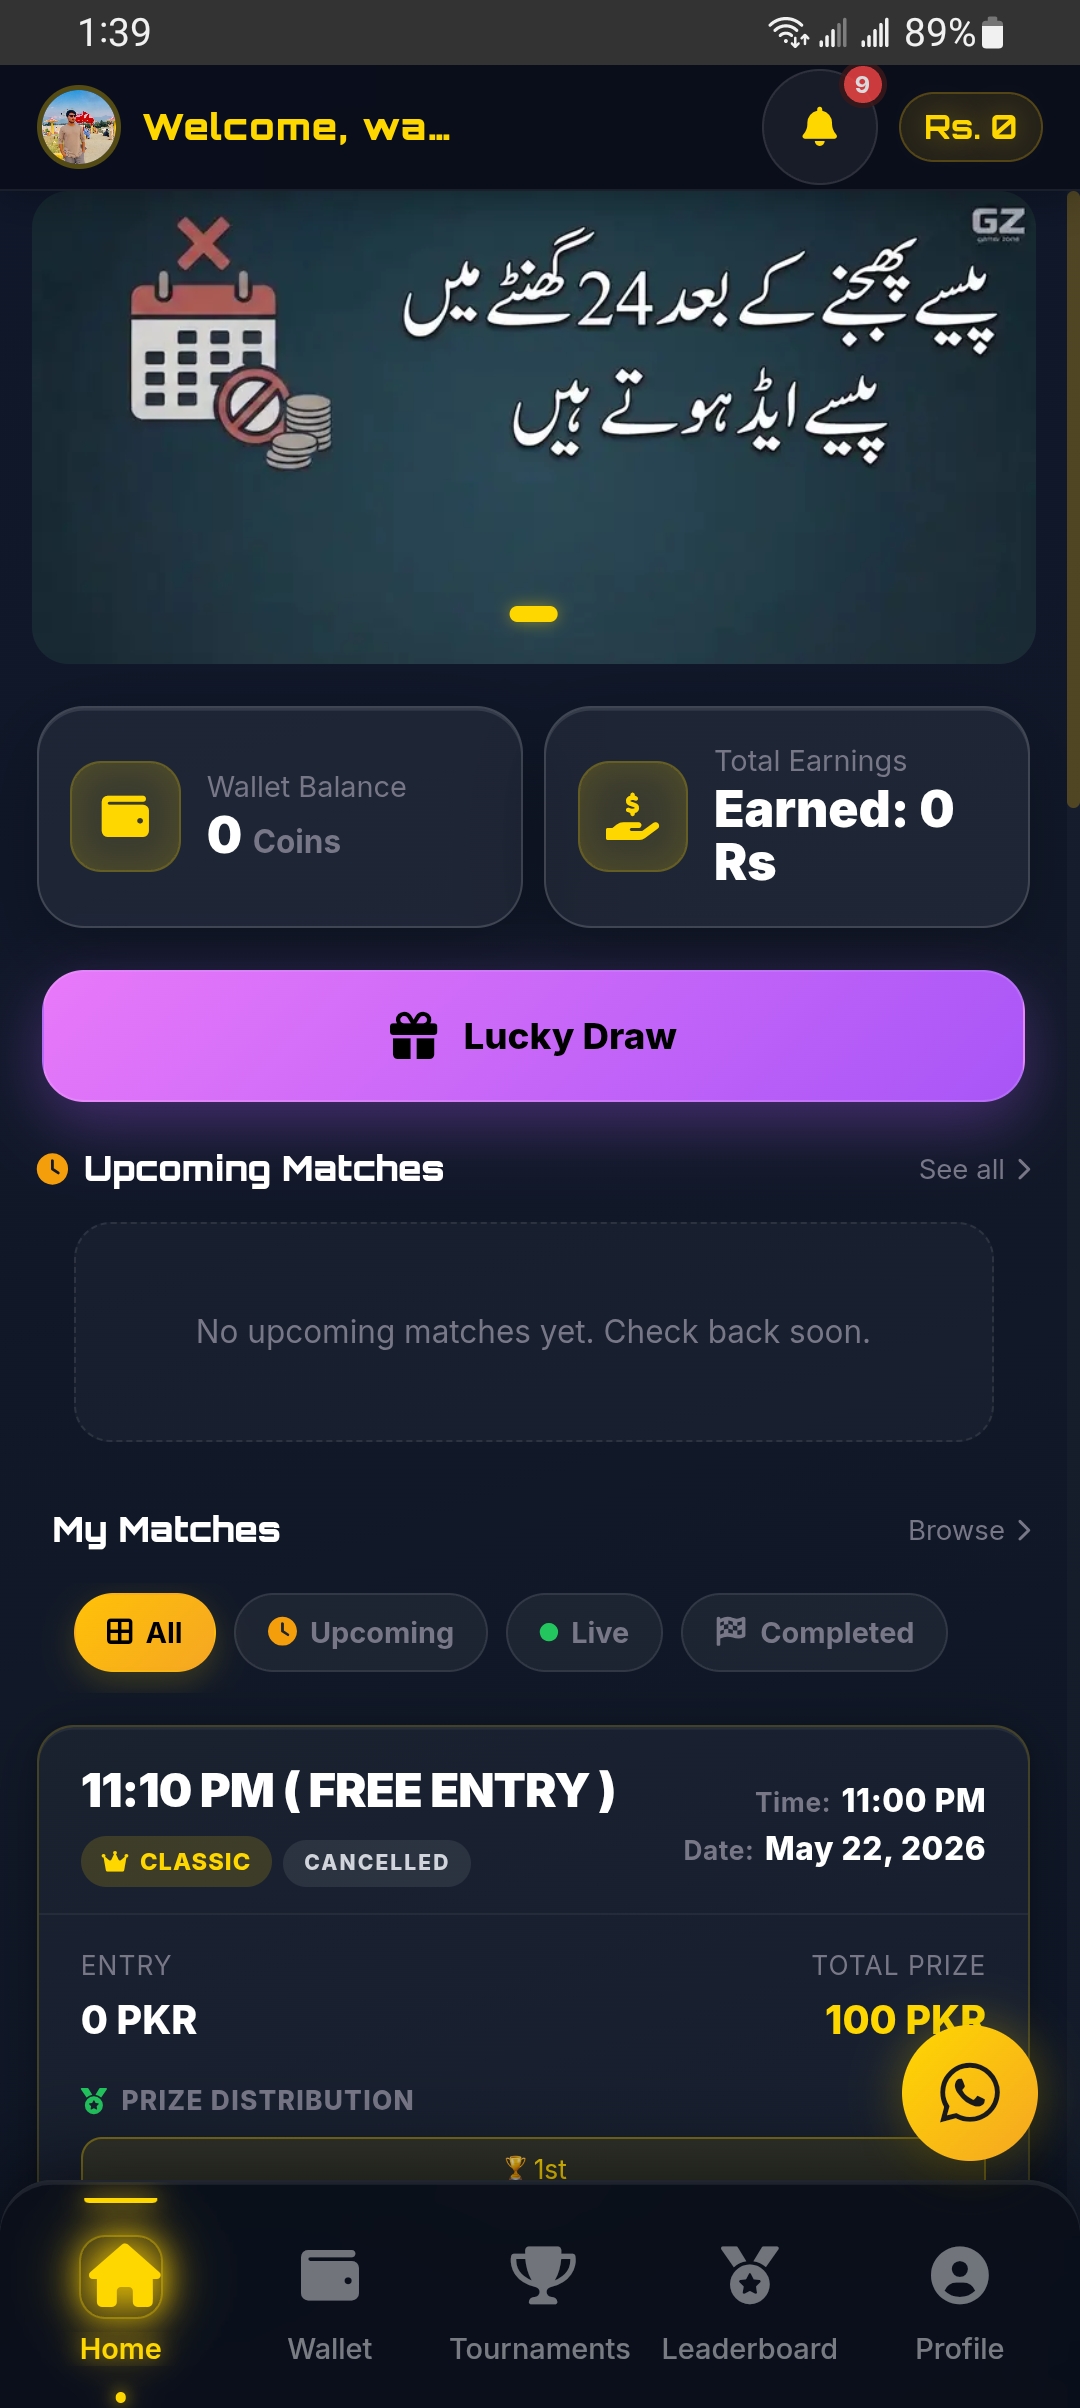 1:39
89%
Welcome, wa...
9
Rs. 0
GZ
پیسے بھیجنے کے بعد 24 گھنٹے میں
پیسے ایڈ ہوتے ہیں
Wallet Balance
0 Coins
Total Earnings
Earned: 0
Rs
Lucky Draw
Upcoming Matches
See all
No upcoming matches yet. Check back soon.
My Matches
Browse
All
Upcoming
Live
Completed
11:10 PM ( FREE ENTRY )
Time: 11:00 PM
CLASSIC
CANCELLED
Date: May 22, 2026
ENTRY
TOTAL PRIZE
0 PKR
100 PKR
PRIZE DISTRIBUTION
1st
Home
Wallet
Tournaments
Leaderboard
Profile